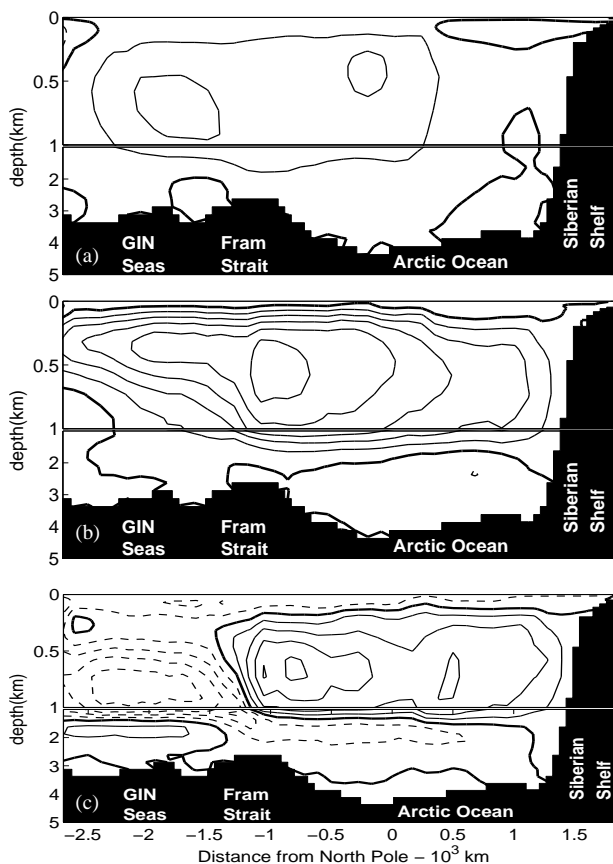 0
0.5
1
2
3
4
5
depth(km)
(a)
GIN
Seas
Fram
Strait
Arctic Ocean
Siberian
Shelf
0
0.5
1
2
3
4
5
depth(km)
(b)
GIN
Seas
Fram
Strait
Arctic Ocean
Siberian
Shelf
0
0.5
1
2
3
4
5
depth(km)
(c)
GIN
Seas
Fram
Strait
Arctic Ocean
Siberian
Shelf
−2.5 −2 −1.5 −1 −0.5 0 0.5 1 1.5
Distance from North Pole − 10³ km